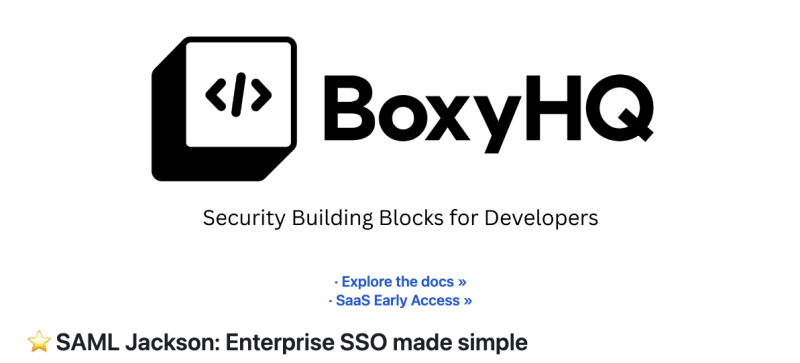 </>
BoxyHQ
Security Building Blocks for Developers
· Explore the docs »
· SaaS Early Access »
⭐ SAML Jackson: Enterprise SSO made simple